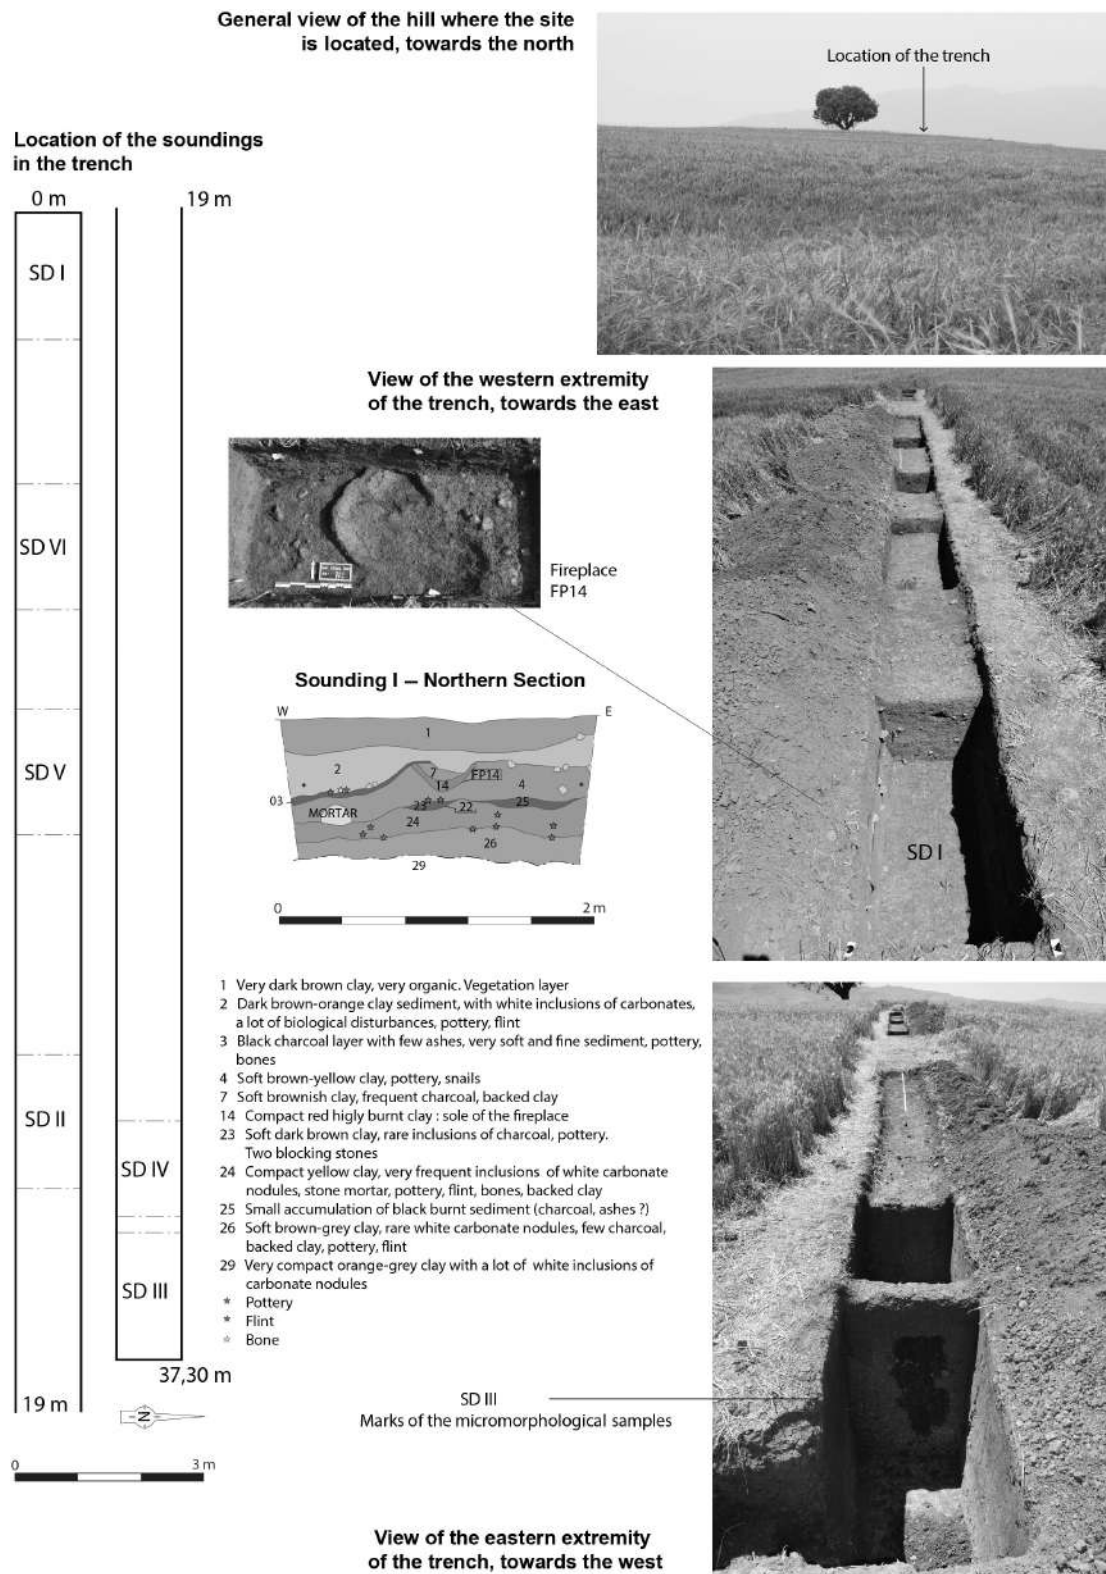 General view of the hill where the site
is located, towards the north
Location of the trench
Location of the soundings
in the trench
0 m
19 m
SD I
SD VI
SD V
SD II
SD IV
SD III
37,30 m
19 m
N
0
3 m
View of the western extremity
of the trench, towards the east
Fireplace
FP14
SD I
Sounding I – Northern Section
W
E
1
2
7
FP14
14
4
03
MORTAR
23
22
25
24
26
29
0
2 m
1 Very dark brown clay, very organic. Vegetation layer
2 Dark brown-orange clay sediment, with white inclusions of carbonates,
a lot of biological disturbances, pottery, flint
3 Black charcoal layer with few ashes, very soft and fine sediment, pottery,
bones
4 Soft brown-yellow clay, pottery, snails
7 Soft brownish clay, frequent charcoal, backed clay
14 Compact red higly burnt clay : sole of the fireplace
23 Soft dark brown clay, rare inclusions of charcoal, pottery.
Two blocking stones
24 Compact yellow clay, very frequent inclusions of white carbonate
nodules, stone mortar, pottery, flint, bones, backed clay
25 Small accumulation of black burnt sediment (charcoal, ashes ?)
26 Soft brown-grey clay, rare white carbonate nodules, few charcoal,
backed clay, pottery, flint
29 Very compact orange-grey clay with a lot of white inclusions of
carbonate nodules
Pottery
Flint
Bone
SD III
Marks of the micromorphological samples
View of the eastern extremity
of the trench, towards the west